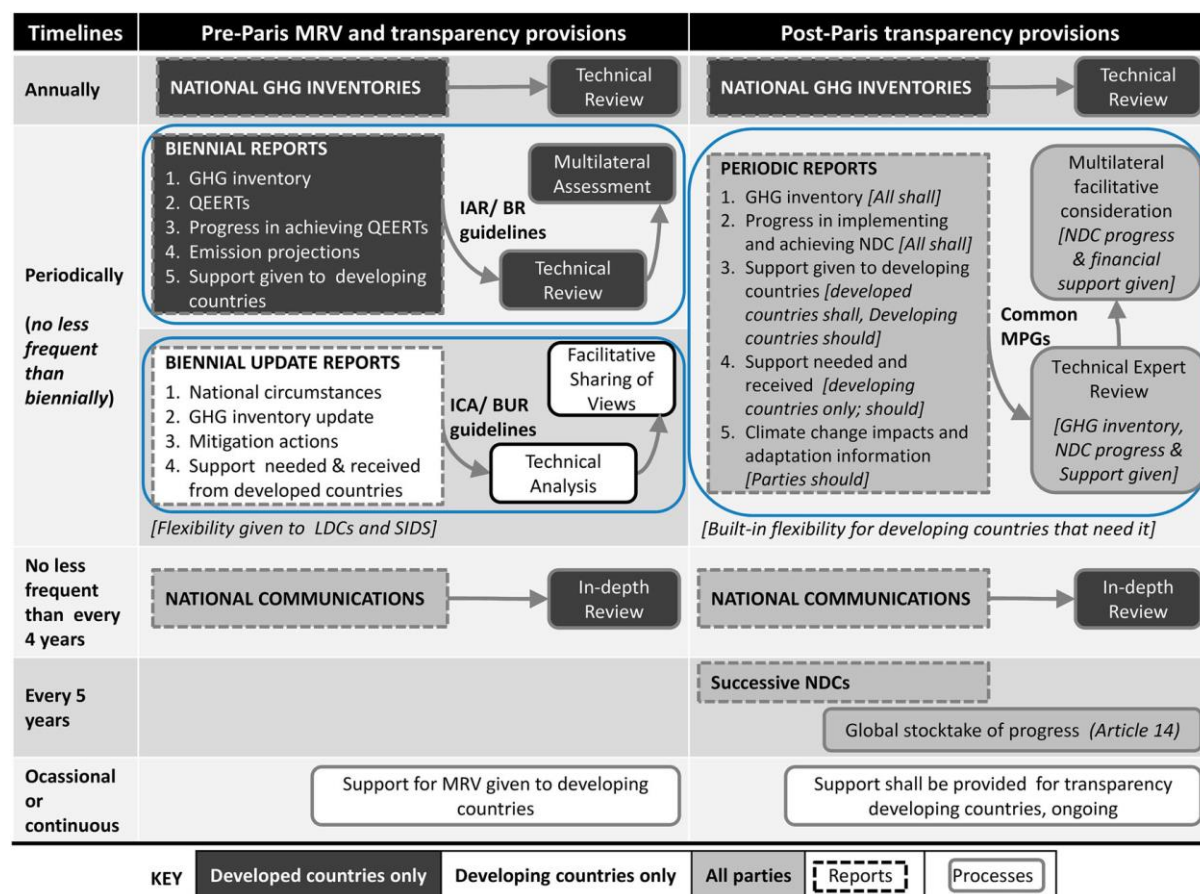 Timelines
Pre-Paris MRV and transparency provisions
Post-Paris transparency provisions
Annually
NATIONAL GHG INVENTORIES
Technical
Review
NATIONAL GHG INVENTORIES
Technical
Review
Periodically
(no less
frequent
than
biennially)
BIENNIAL REPORTS
1. GHG inventory
2. QEERTs
3. Progress in achieving QEERTs
4. Emission projections
5. Support given to developing
countries
IAR/ BR
guidelines
Multilateral
Assessment
Technical
Review
BIENNIAL UPDATE REPORTS
1. National circumstances
2. GHG inventory update
3. Mitigation actions
4. Support needed & received
from developed countries
ICA/ BUR
guidelines
Facilitative
Sharing of
Views
Technical
Analysis
[Flexibility given to LDCs and SIDS]
PERIODIC REPORTS
1. GHG inventory [All shall]
2. Progress in implementing
and achieving NDC [All shall]
3. Support given to developing
countries [developed
countries shall, Developing
countries should]
4. Support needed and
received [developing
countries only; should]
5. Climate change impacts and
adaptation information
[Parties should]
Common
MPGs
Multilateral
facilitative
consideration
[NDC progress
& financial
support given]
Technical Expert
Review
[GHG inventory,
NDC progress &
Support given]
[Built-in flexibility for developing countries that need it]
No less
frequent
than every
4 years
NATIONAL COMMUNICATIONS
In-depth
Review
NATIONAL COMMUNICATIONS
In-depth
Review
Every 5
years
Successive NDCs
Global stocktake of progress (Article 14)
Ocassional
or
continuous
Support for MRV given to developing
countries
Support shall be provided for transparency
developing countries, ongoing
KEY
Developed countries only
Developing countries only
All parties
Reports
Processes